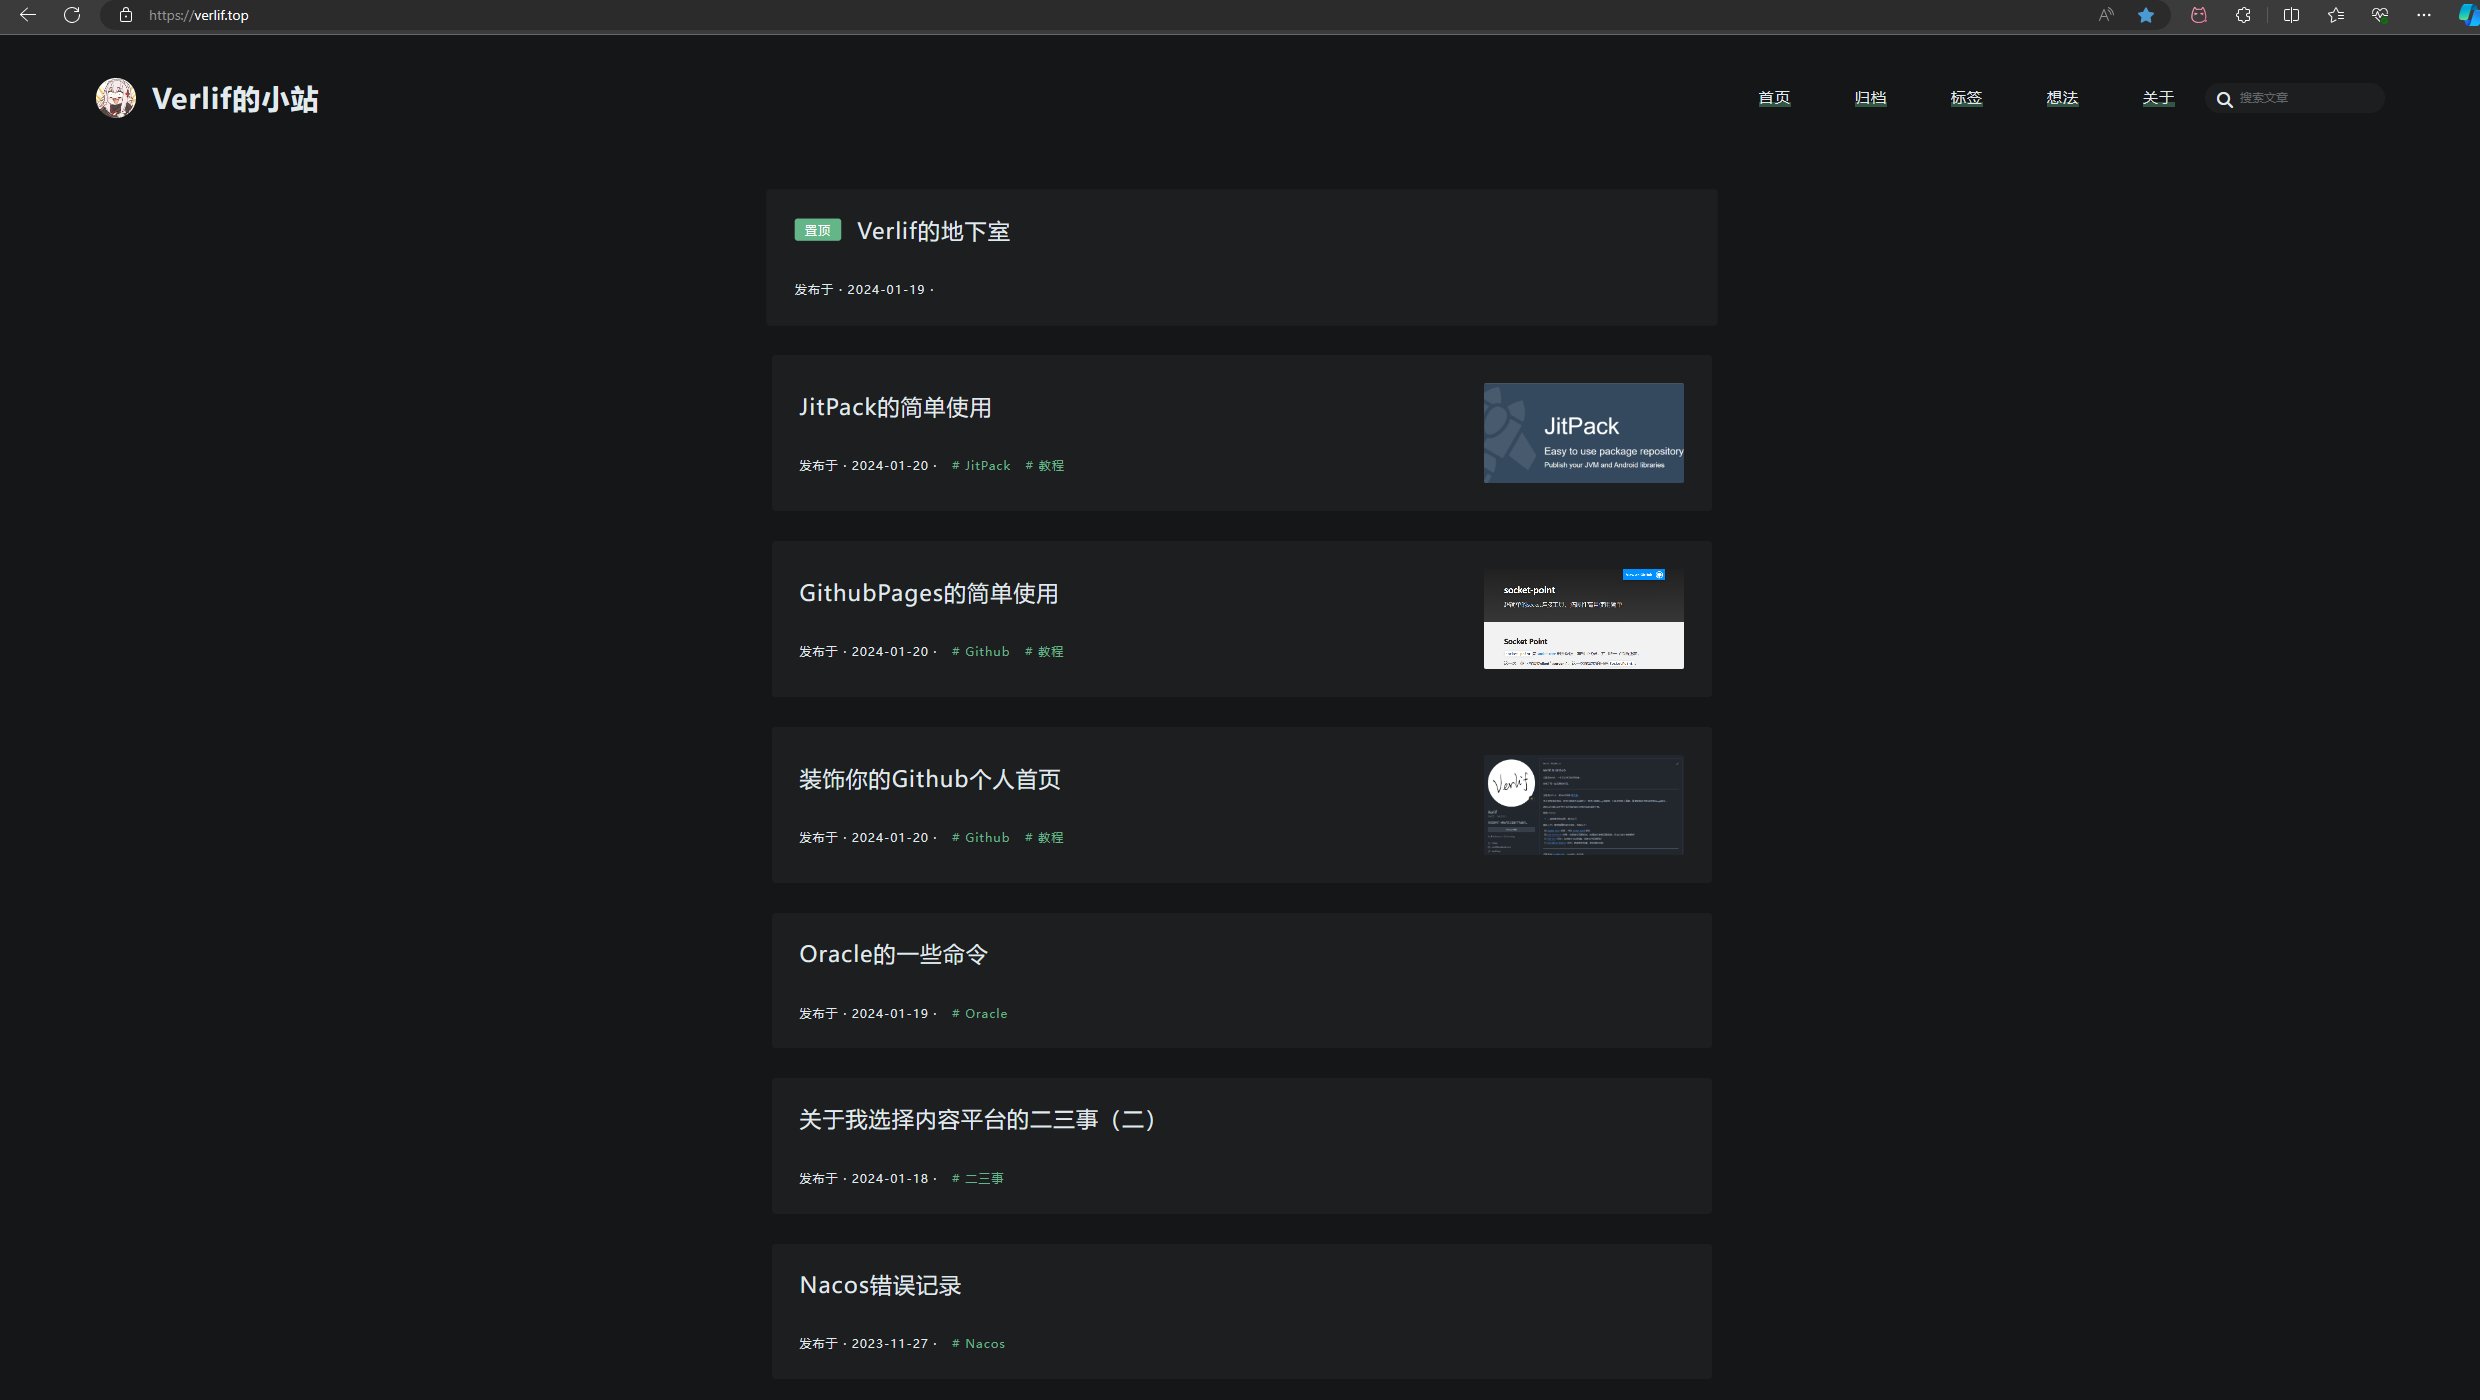 https://verlif.top
Verlif的小站
首页 归档 标签 想法 关于 搜索文章
置顶 Verlif的地下室
发布于 · 2024-01-19 ·
JitPack的简单使用
发布于 · 2024-01-20 · # JitPack # 教程
JitPack
Easy to use package repository
Publish your JVM and Android libraries
GithubPages的简单使用
发布于 · 2024-01-20 · # Github # 教程
socket-point
Socket Point
装饰你的Github个人首页
发布于 · 2024-01-20 · # Github # 教程
Verlif
Oracle的一些命令
发布于 · 2024-01-19 · # Oracle
关于我选择内容平台的二三事（二）
发布于 · 2024-01-18 · # 二三事
Nacos错误记录
发布于 · 2023-11-27 · # Nacos